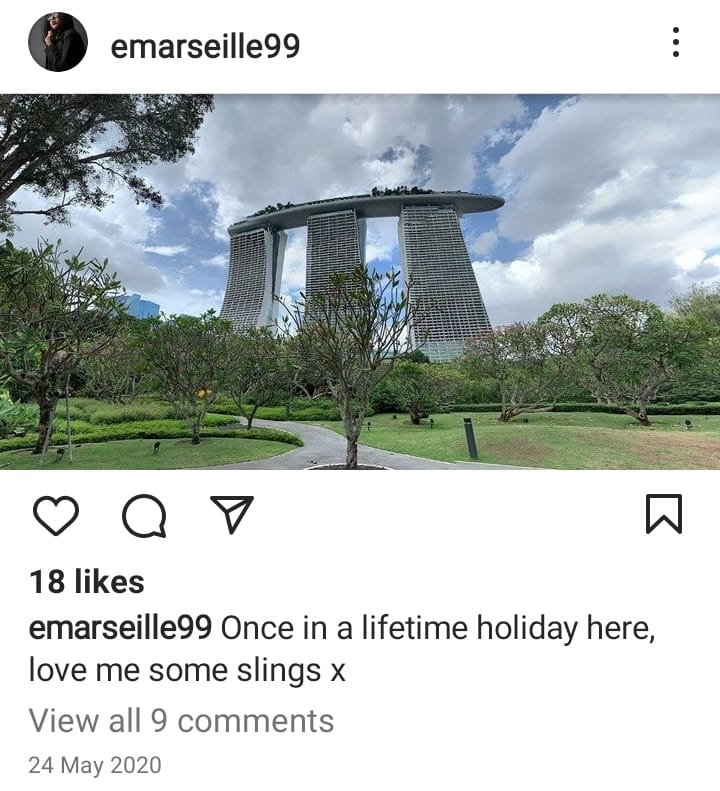 emarseille99
18 likes
emarseille99 Once in a lifetime holiday here,
love me some slings x
View all 9 comments
24 May 2020